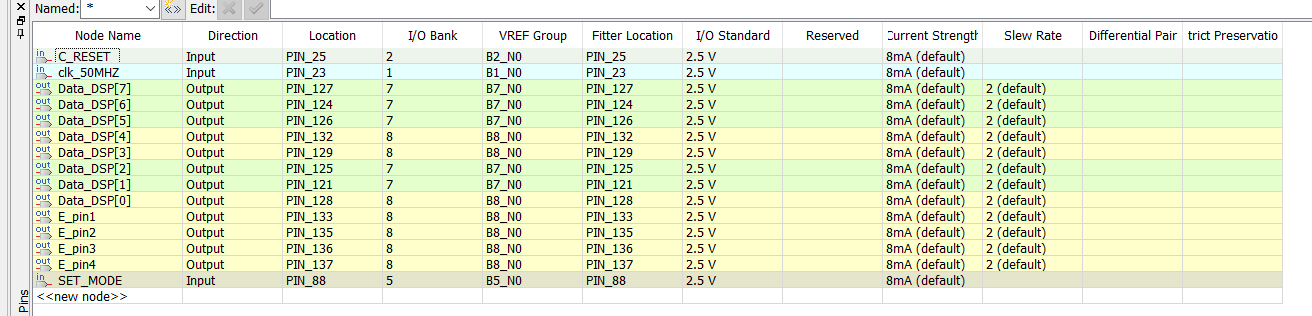 Named: * «» Edit:
Node Name Direction Location I/O Bank VREF Group Fitter Location I/O Standard Reserved Current Strength Slew Rate Differential Pair trict Preservatio
in C_RESET Input PIN_25 2 B2_N0 PIN_25 2.5 V 8mA (default)
in clk_50MHZ Input PIN_23 1 B1_N0 PIN_23 2.5 V 8mA (default)
out Data_DSP[7] Output PIN_127 7 B7_N0 PIN_127 2.5 V 8mA (default) 2 (default)
out Data_DSP[6] Output PIN_124 7 B7_N0 PIN_124 2.5 V 8mA (default) 2 (default)
out Data_DSP[5] Output PIN_126 7 B7_N0 PIN_126 2.5 V 8mA (default) 2 (default)
out Data_DSP[4] Output PIN_132 8 B8_N0 PIN_132 2.5 V 8mA (default) 2 (default)
out Data_DSP[3] Output PIN_129 8 B8_N0 PIN_129 2.5 V 8mA (default) 2 (default)
out Data_DSP[2] Output PIN_125 7 B7_N0 PIN_125 2.5 V 8mA (default) 2 (default)
out Data_DSP[1] Output PIN_121 7 B7_N0 PIN_121 2.5 V 8mA (default) 2 (default)
out Data_DSP[0] Output PIN_128 8 B8_N0 PIN_128 2.5 V 8mA (default) 2 (default)
out E_pin1 Output PIN_133 8 B8_N0 PIN_133 2.5 V 8mA (default) 2 (default)
out E_pin2 Output PIN_135 8 B8_N0 PIN_135 2.5 V 8mA (default) 2 (default)
out E_pin3 Output PIN_136 8 B8_N0 PIN_136 2.5 V 8mA (default) 2 (default)
out E_pin4 Output PIN_137 8 B8_N0 PIN_137 2.5 V 8mA (default) 2 (default)
in SET_MODE Input PIN_88 5 B5_N0 PIN_88 2.5 V 8mA (default)
<<new node>>
Pins